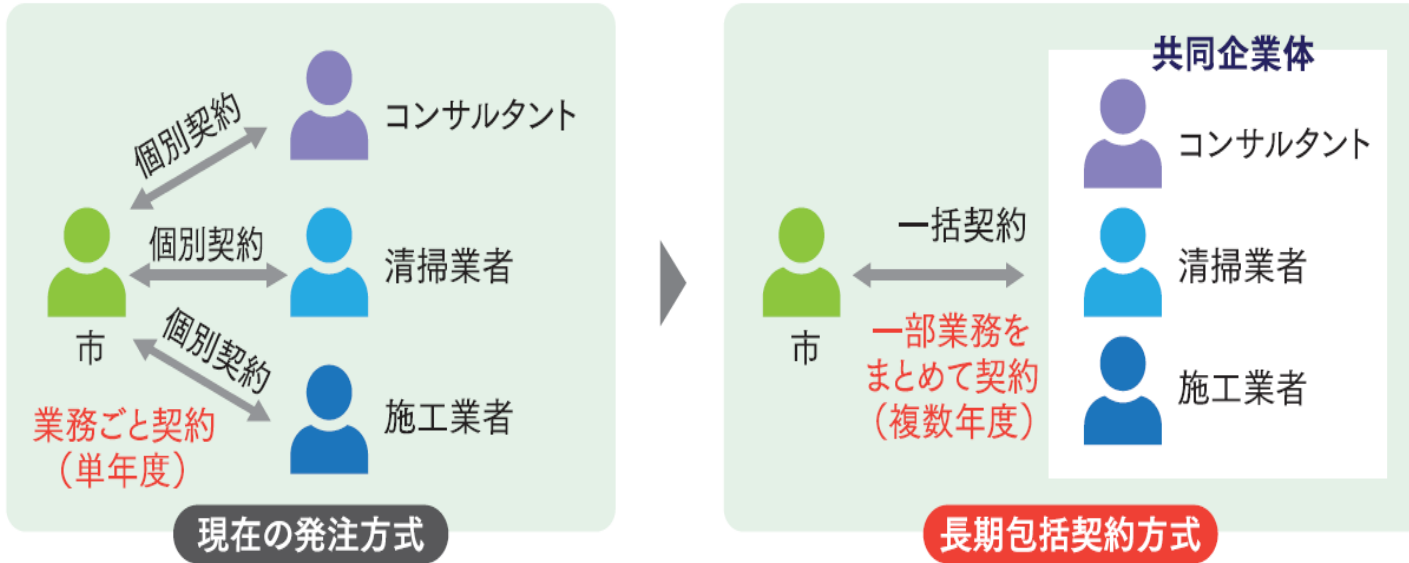 個別契約
コンサルタント
個別契約
清掃業者
市
個別契約
施工業者
業務ごと契約
（単年度）
現在の発注方式
共同企業体
コンサルタント
一括契約
清掃業者
市
一部業務を
まとめて契約
（複数年度）
施工業者
長期包括契約方式